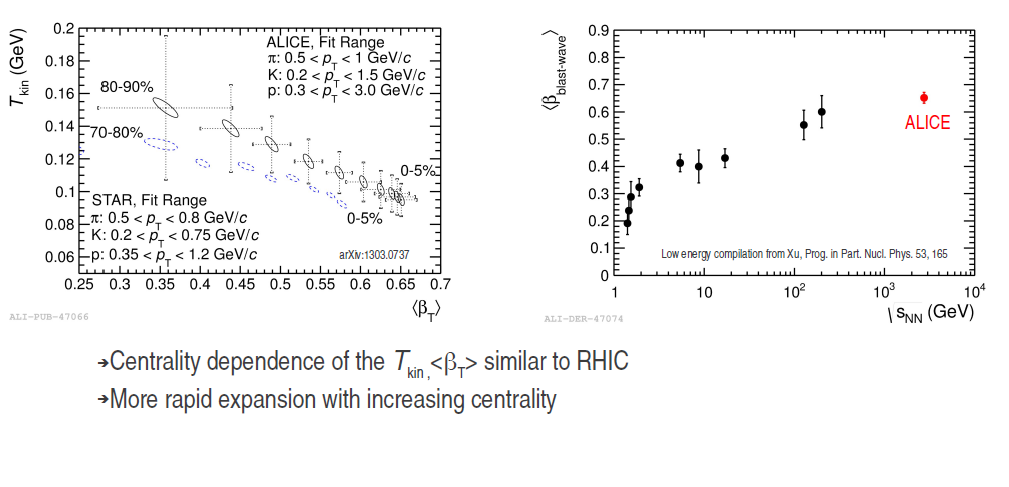 T_kin (GeV)
0.2
0.18
0.16
0.14
0.12
0.1
0.08
0.06
ALICE, Fit Range
π: 0.5 < p_T < 1 GeV/c
K: 0.2 < p_T < 1.5 GeV/c
p: 0.3 < p_T < 3.0 GeV/c
80-90%
70-80%
0-5%
STAR, Fit Range
π: 0.5 < p_T < 0.8 GeV/c
K: 0.2 < p_T < 0.75 GeV/c
p: 0.35 < p_T < 1.2 GeV/c
0-5%
arXiv:1303.0737
0.25 0.3 0.35 0.4 0.45 0.5 0.55 0.6 0.65 0.7
⟨β_T⟩
ALI-PUB-47066
⟨β_blast-wave⟩
0.9
0.8
0.7
0.6
0.5
0.4
0.3
0.2
0.1
0
ALICE
Low energy compilation from Xu, Prog. in Part. Nucl. Phys. 53, 165
1 10 10² 10³ 10⁴
√s_NN (GeV)
ALI-DER-47074
➔Centrality dependence of the T_kin,<β_T> similar to RHIC
➔More rapid expansion with increasing centrality